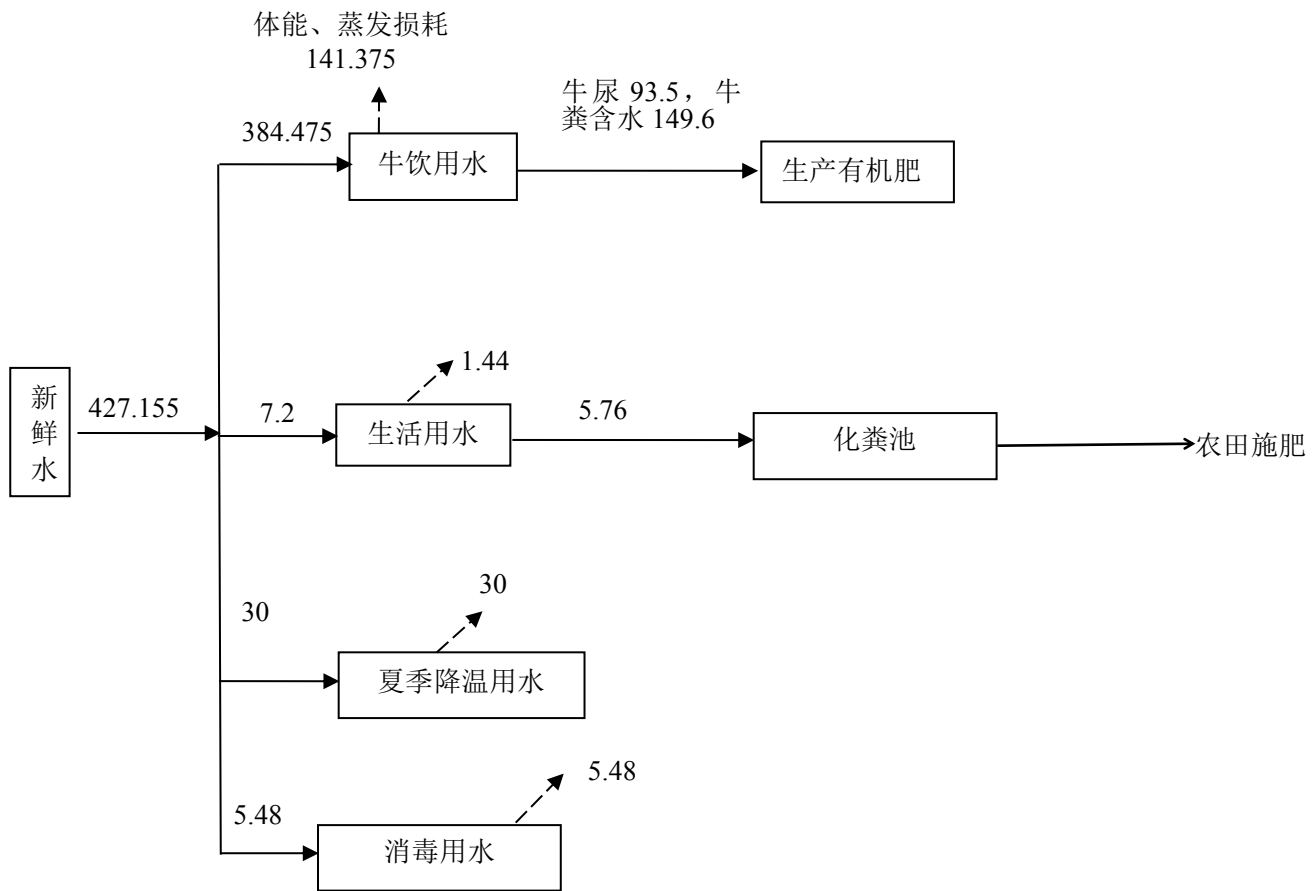 体能、蒸发损耗
141.375
牛尿 93.5，牛
粪含水 149.6
384.475
牛饮用水
生产有机肥
1.44
新
鲜
水
427.155
7.2
生活用水
5.76
化粪池
农田施肥
30
30
夏季降温用水
5.48
5.48
消毒用水